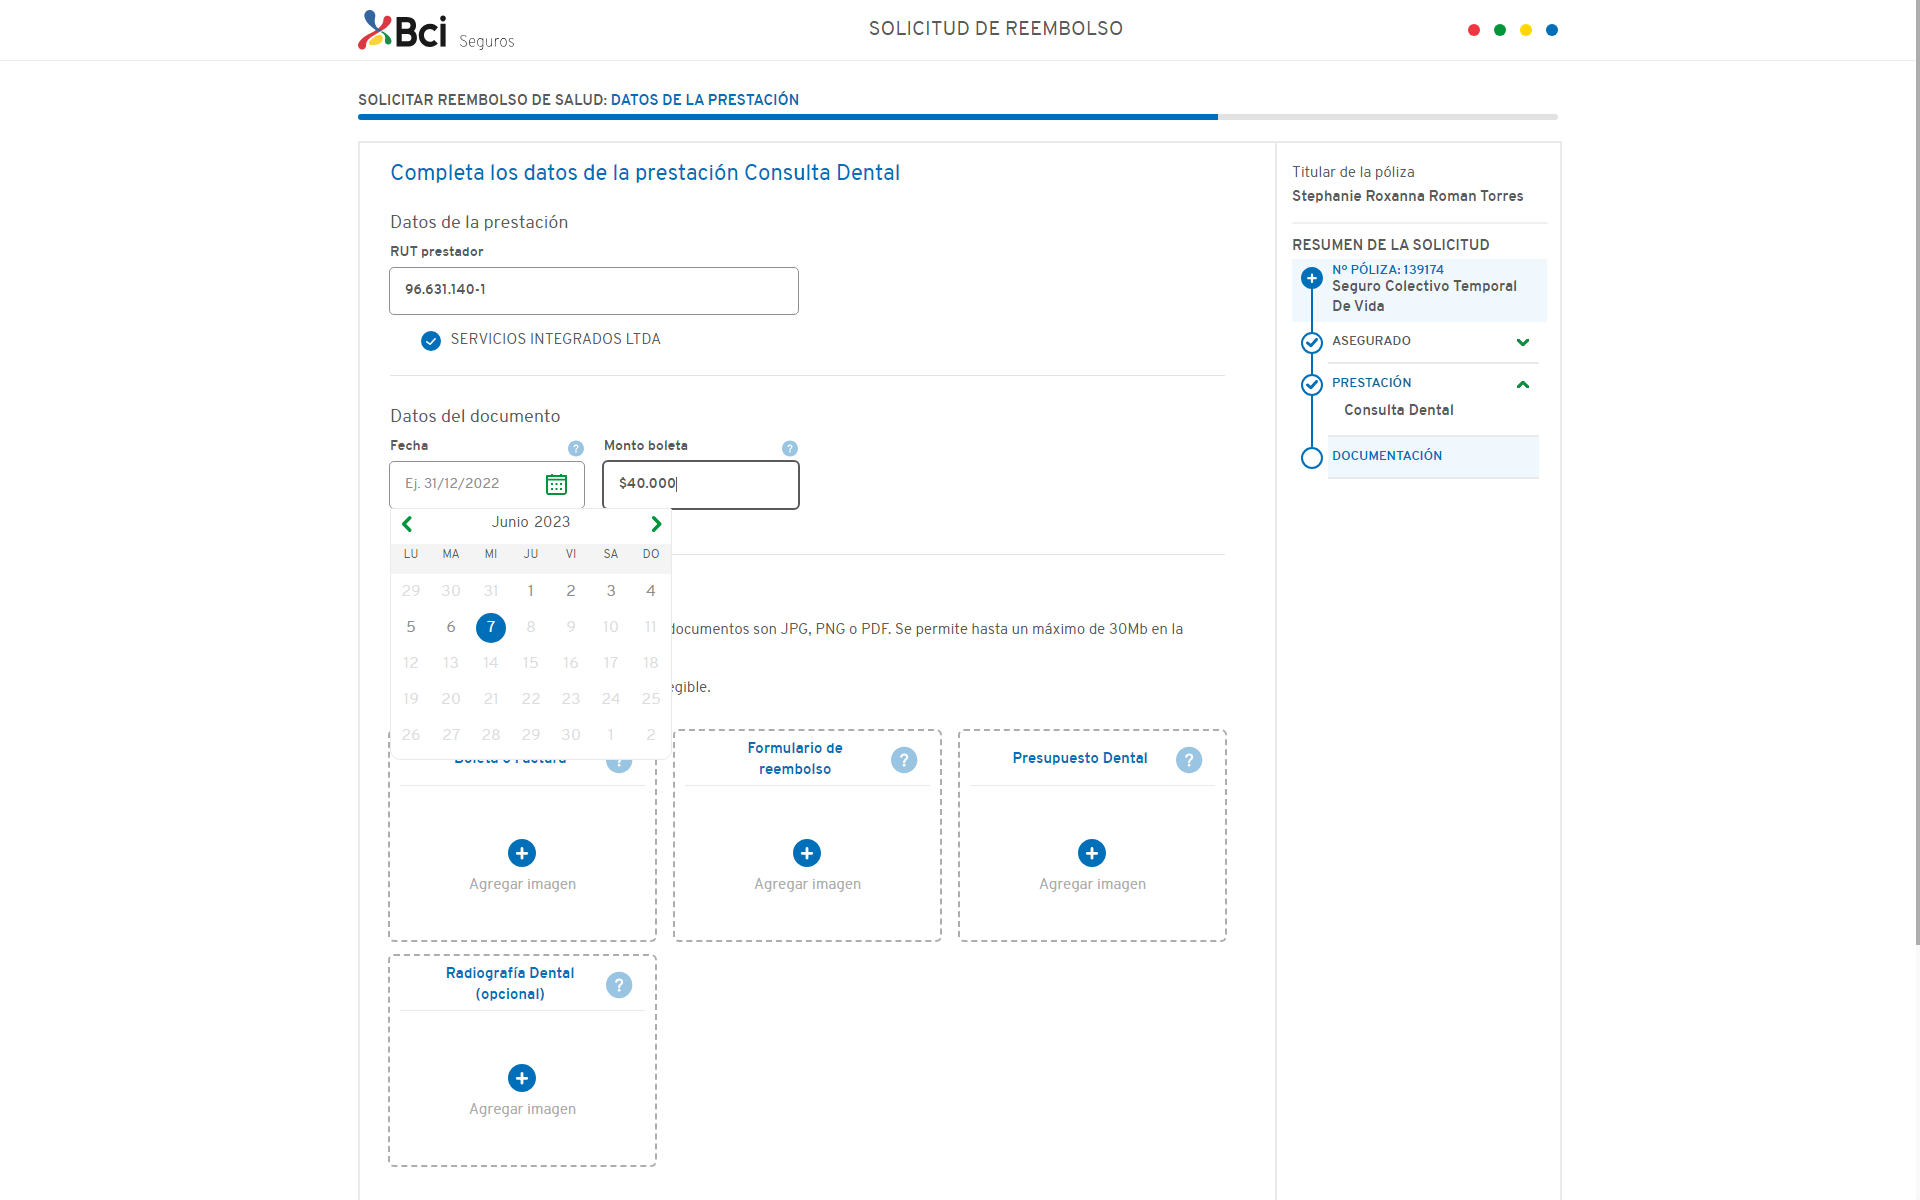 Bci Seguros
SOLICITUD DE REEMBOLSO
SOLICITAR REEMBOLSO DE SALUD: DATOS DE LA PRESTACIÓN
Completa los datos de la prestación Consulta Dental
Datos de la prestación
RUT prestador
96.631.140-1
SERVICIOS INTEGRADOS LTDA
Datos del documento
Fecha ?
Monto boleta ?
Ej. 31/12/2022
$40.000
Junio 2023
LU MA MI JU VI SA DO
29 30 31 1 2 3 4
5 6 7 8 9 10 11
12 13 14 15 16 17 18
19 20 21 22 23 24 25
26 27 28 29 30 1 2
documentos son JPG, PNG o PDF. Se permite hasta un máximo de 30Mb en la
egible.
Boleta o Factura ?
Agregar imagen
Formulario de
reembolso ?
Agregar imagen
Presupuesto Dental ?
Agregar imagen
Radiografía Dental
(opcional) ?
Agregar imagen
Titular de la póliza
Stephanie Roxanna Roman Torres
RESUMEN DE LA SOLICITUD
Nº PÓLIZA: 139174
Seguro Colectivo Temporal
De Vida
ASEGURADO
PRESTACIÓN
Consulta Dental
DOCUMENTACIÓN